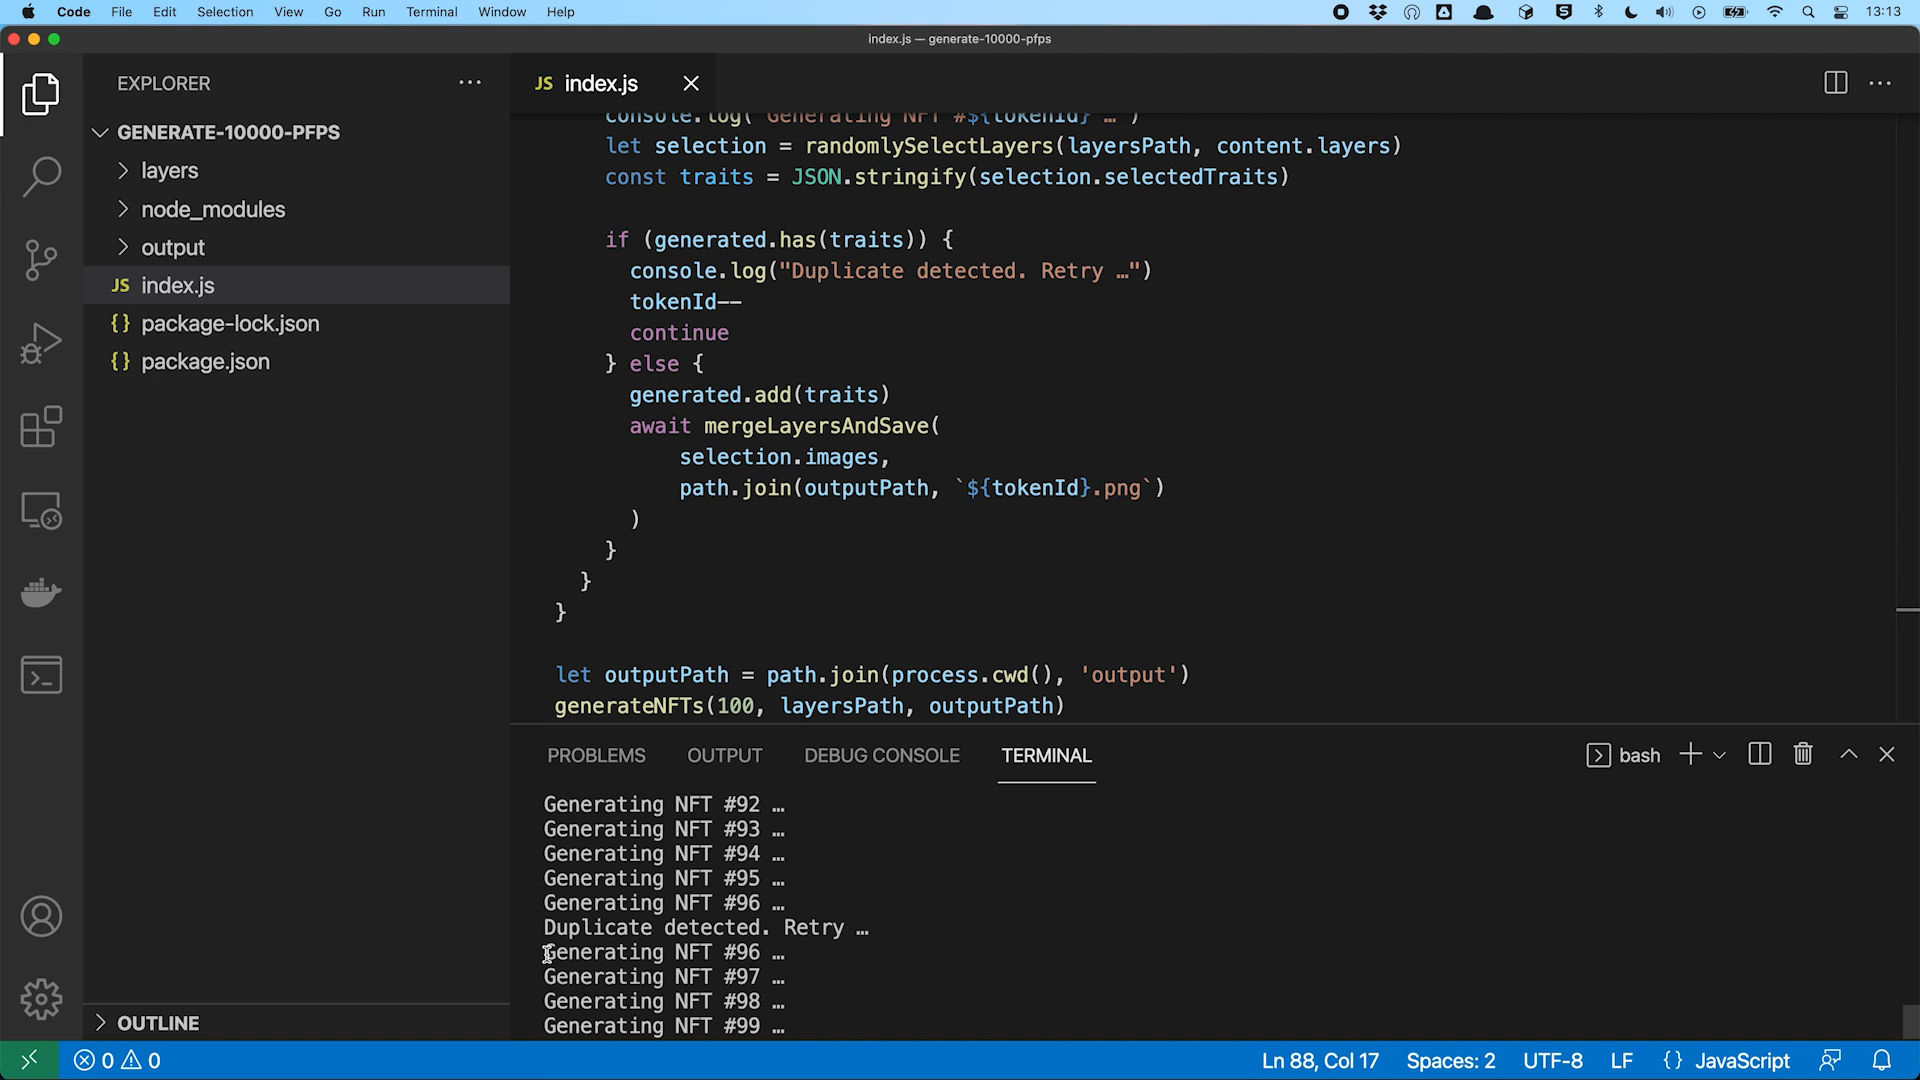 Code File Edit Selection View Go Run Terminal Window Help 13:13
index.js — generate-10000-pfps
EXPLORER
JS index.js
GENERATE-10000-PFPS
layers
node_modules
output
JS index.js
{} package-lock.json
{} package.json
OUTLINE
console.log(`Generating NFT #${tokenId} …`)
let selection = randomlySelectLayers(layersPath, content.layers)
const traits = JSON.stringify(selection.selectedTraits)
if (generated.has(traits)) {
console.log("Duplicate detected. Retry …")
tokenId--
continue
} else {
generated.add(traits)
await mergeLayersAndSave(
selection.images,
path.join(outputPath, `${tokenId}.png`)
)
}
}
}
let outputPath = path.join(process.cwd(), 'output')
generateNFTs(100, layersPath, outputPath)
PROBLEMS OUTPUT DEBUG CONSOLE TERMINAL bash
Generating NFT #92 …
Generating NFT #93 …
Generating NFT #94 …
Generating NFT #95 …
Generating NFT #96 …
Duplicate detected. Retry …
Generating NFT #96 …
Generating NFT #97 …
Generating NFT #98 …
Generating NFT #99 …
0 0 Ln 88, Col 17 Spaces: 2 UTF-8 LF {} JavaScript